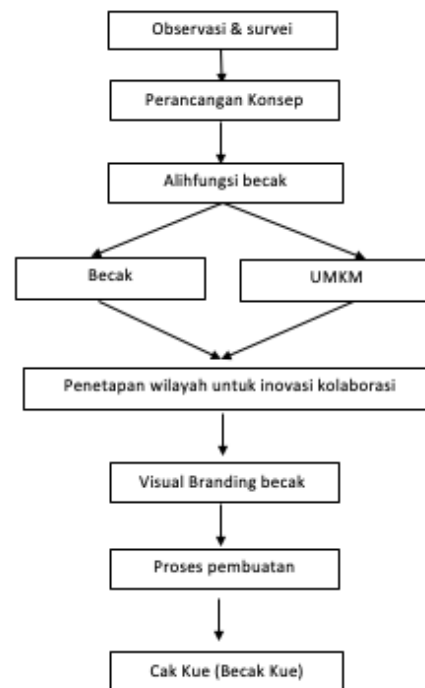 Observasi & survei
Perancangan Konsep
Alihfungsi becak
Becak
UMKM
Penetapan wilayah untuk inovasi kolaborasi
Visual Branding becak
Proses pembuatan
Cak Kue (Becak Kue)